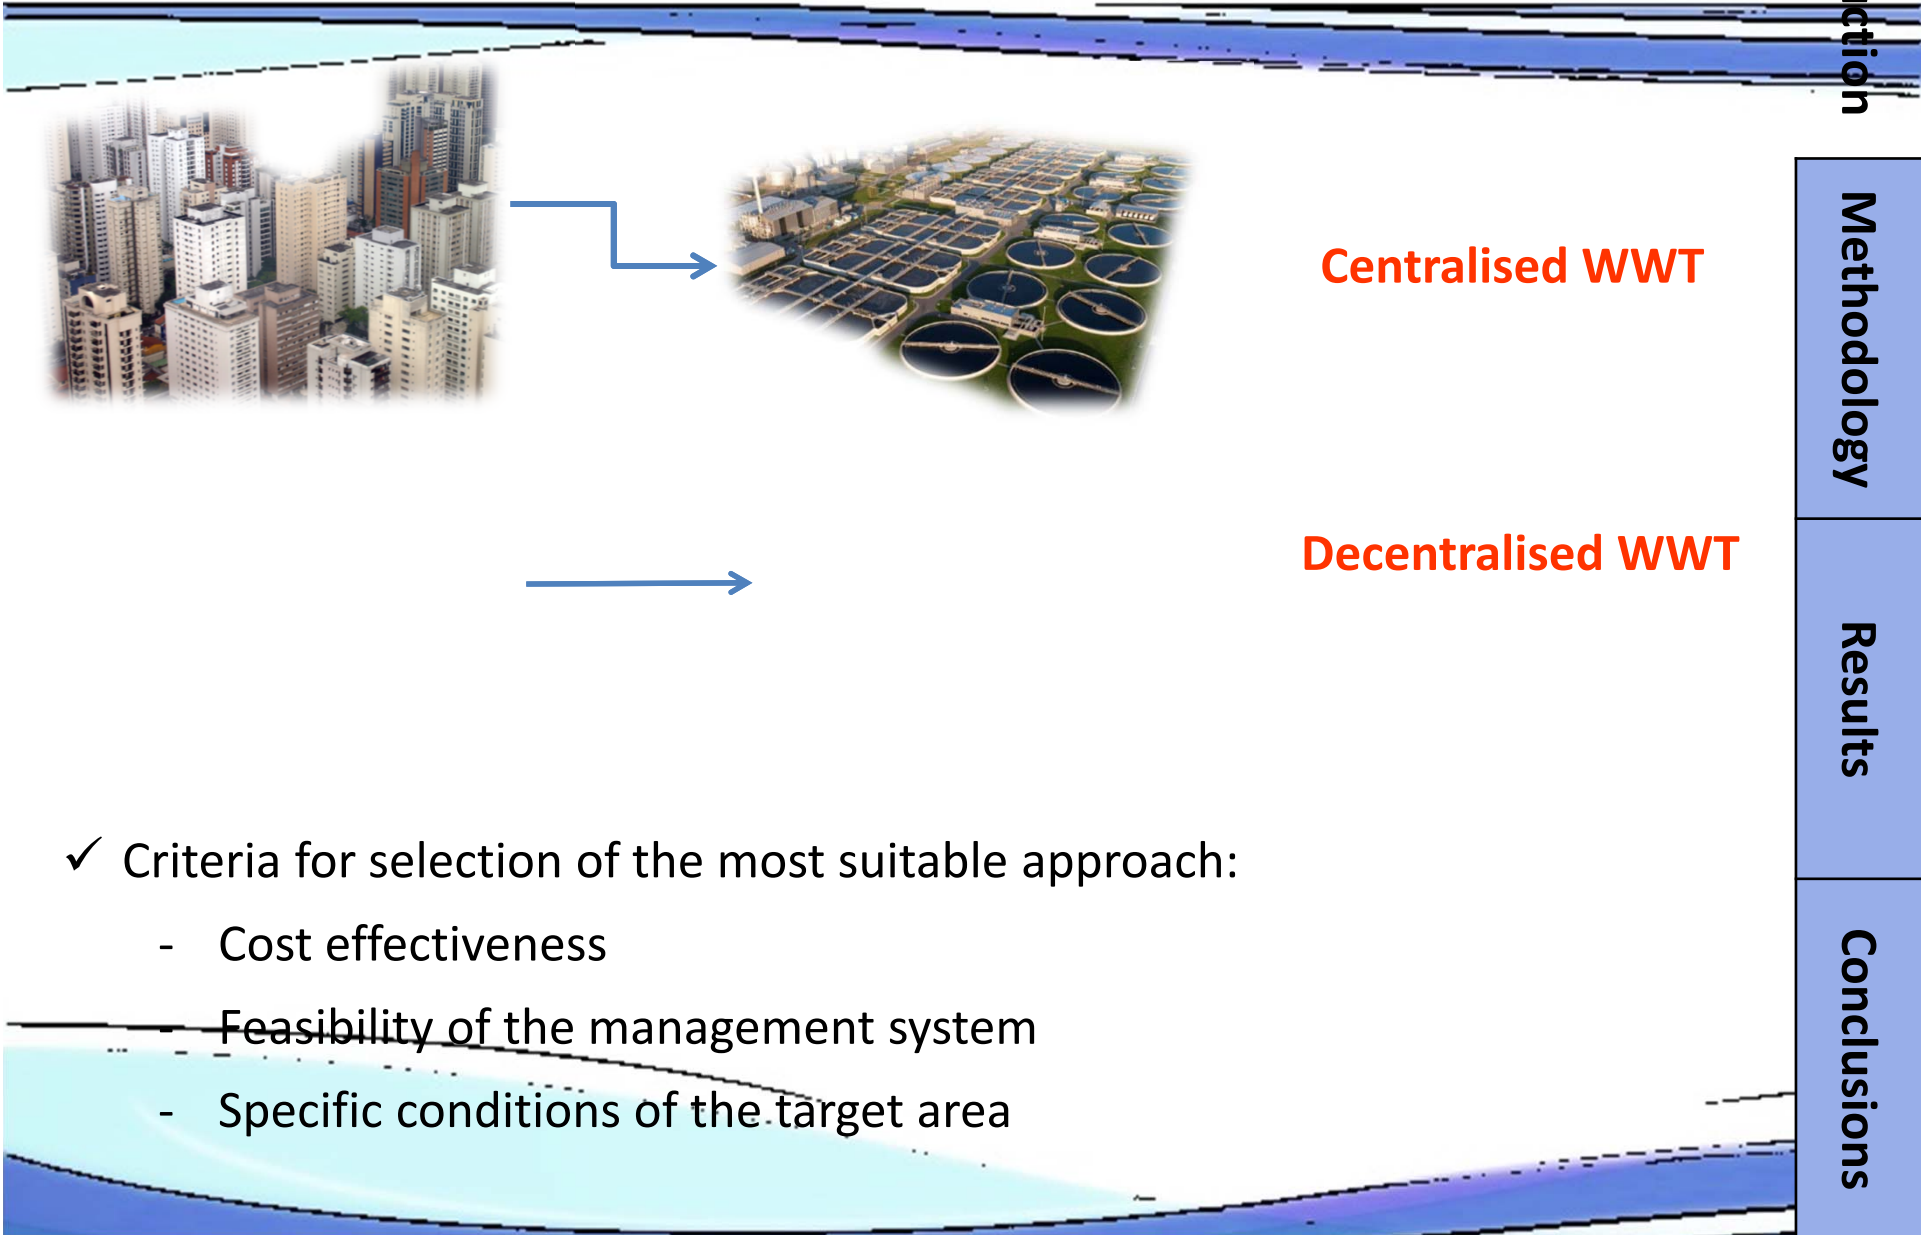 Centralised WWT
Decentralised WWT
✓ Criteria for selection of the most suitable approach:
- Cost effectiveness
- Feasibility of the management system
- Specific conditions of the target area
ction
Methodology
Results
Conclusions